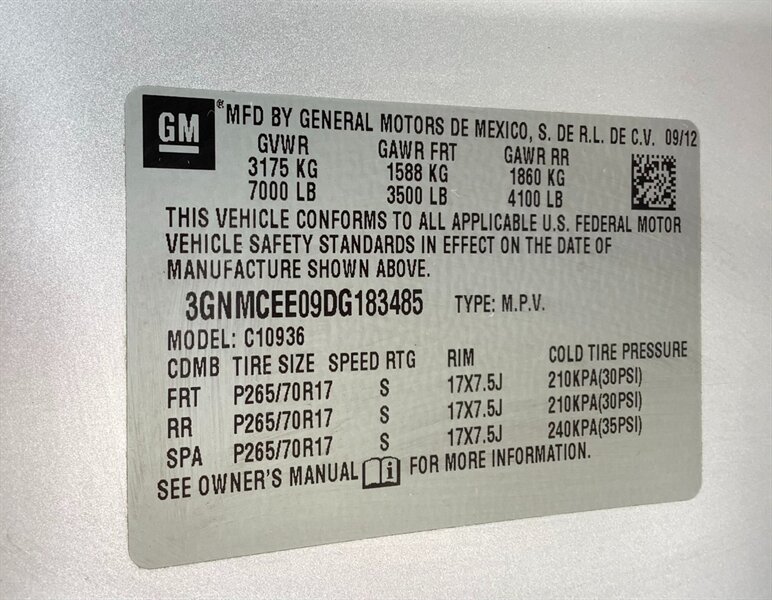 GM® MFD BY GENERAL MOTORS DE MEXICO, S. DE R.L. DE C.V. 09/12
GVWR GAWR FRT GAWR RR
3175 KG 1588 KG 1860 KG
7000 LB 3500 LB 4100 LB
THIS VEHICLE CONFORMS TO ALL APPLICABLE U.S. FEDERAL MOTOR
VEHICLE SAFETY STANDARDS IN EFFECT ON THE DATE OF
MANUFACTURE SHOWN ABOVE.
3GNMCEE09DG183485 TYPE: M.P.V.
MODEL: C10936
CDMB TIRE SIZE SPEED RTG RIM COLD TIRE PRESSURE
FRT P265/70R17 S 17X7.5J 210KPA(30PSI)
RR P265/70R17 S 17X7.5J 210KPA(30PSI)
SPA P265/70R17 S 17X7.5J 240KPA(35PSI)
SEE OWNER'S MANUAL i FOR MORE INFORMATION.